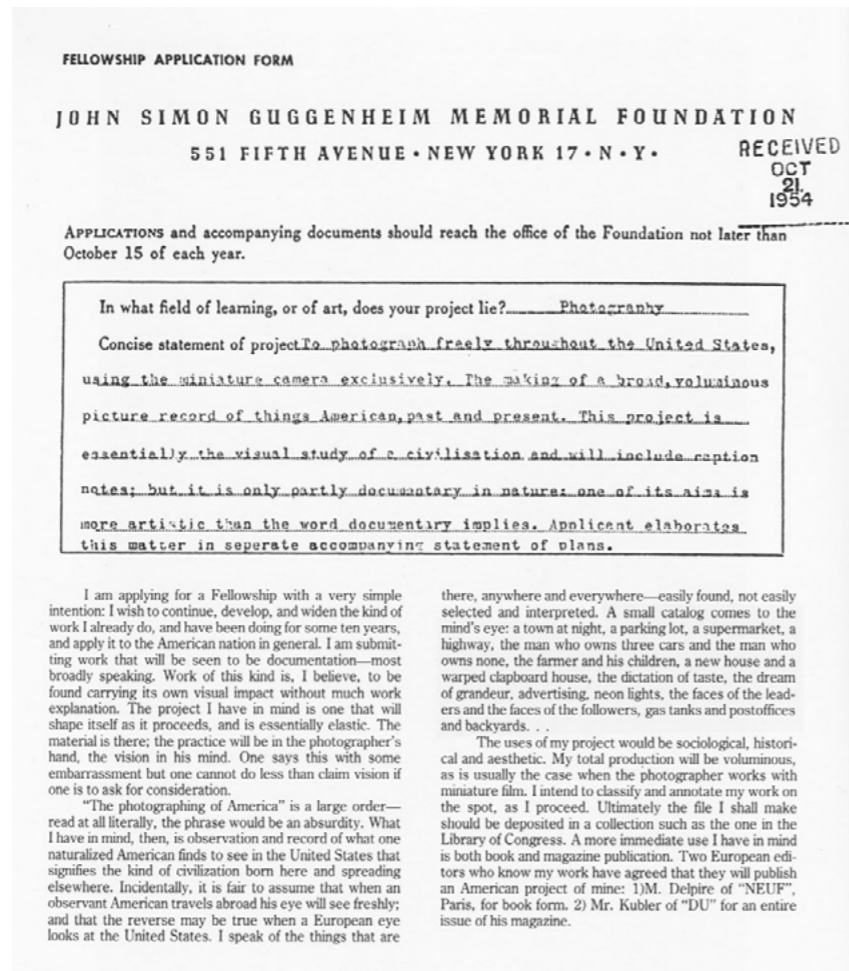 FELLOWSHIP APPLICATION FORM
JOHN SIMON GUGGENHEIM MEMORIAL FOUNDATION
551 FIFTH AVENUE • NEW YORK 17 • N • Y •
RECEIVED
OCT
21.
1954
APPLICATIONS and accompanying documents should reach the office of the Foundation not later than
October 15 of each year.
In what field of learning, or of art, does your project lie? Photography
Concise statement of project To photograph freely throughout the United States,
using the miniature camera exclusively. The making of a broad, voluminous
picture record of things American, past and present. This project is
essentially the visual study of a civilisation and will include caption
notes; but it is only partly documentary in nature: one of its aims is
more artistic than the word documentary implies. Applicant elaborates
this matter in seperate accompanying statement of plans.
I am applying for a Fellowship with a very simple
intention: I wish to continue, develop, and widen the kind of
work I already do, and have been doing for some ten years,
and apply it to the American nation in general. I am submit-
ting work that will be seen to be documentation—most
broadly speaking. Work of this kind is, I believe, to be
found carrying its own visual impact without much work
explanation. The project I have in mind is one that will
shape itself as it proceeds, and is essentially elastic. The
material is there; the practice will be in the photographer's
hand, the vision in his mind. One says this with some
embarrassment but one cannot do less than claim vision if
one is to ask for consideration.
"The photographing of America" is a large order—
read at all literally, the phrase would be an absurdity. What
I have in mind, then, is observation and record of what one
naturalized American finds to see in the United States that
signifies the kind of civilization born here and spreading
elsewhere. Incidentally, it is fair to assume that when an
observant American travels abroad his eye will see freshly;
and that the reverse may be true when a European eye
looks at the United States. I speak of the things that are
there, anywhere and everywhere—easily found, not easily
selected and interpreted. A small catalog comes to the
mind's eye: a town at night, a parking lot, a supermarket, a
highway, the man who owns three cars and the man who
owns none, the farmer and his children, a new house and a
warped clapboard house, the dictation of taste, the dream
of grandeur, advertising, neon lights, the faces of the lead-
ers and the faces of the followers, gas tanks and postoffices
and backyards. . .
The uses of my project would be sociological, histori-
cal and aesthetic. My total production will be voluminous,
as is usually the case when the photographer works with
miniature film. I intend to classify and annotate my work on
the spot, as I proceed. Ultimately the file I shall make
should be deposited in a collection such as the one in the
Library of Congress. A more immediate use I have in mind
is both book and magazine publication. Two European edi-
tors who know my work have agreed that they will publish
an American project of mine: 1)M. Delpire of "NEUF",
Paris, for book form. 2) Mr. Kubler of "DU" for an entire
issue of his magazine.